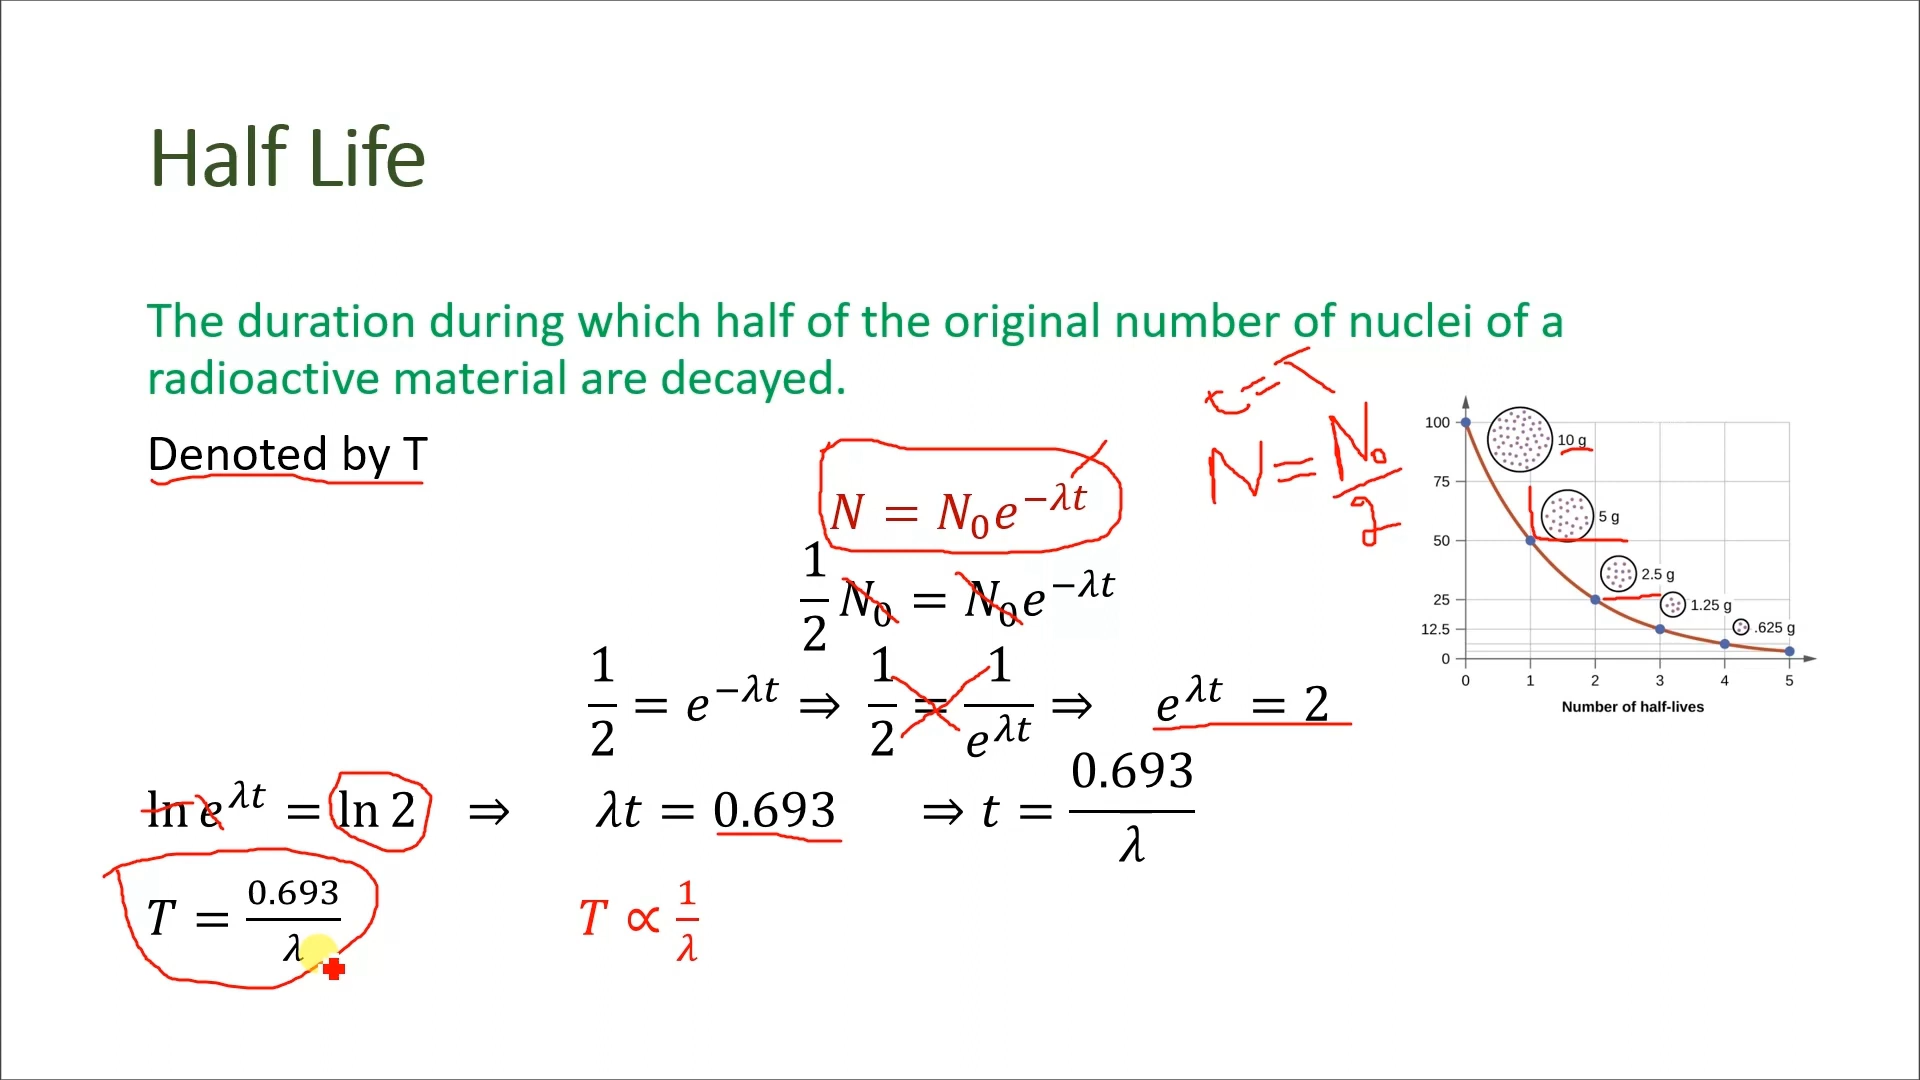 Half Life
The duration during which half of the original number of nuclei of a
radioactive material are decayed.
Denoted by T
N = N₀e^{−λt}
t = T
N = N₀/2
1/2 N₀ = N₀e^{−λt}
1/2 = e^{−λt} ⇒ 1/2 = 1/e^{λt} ⇒ e^{λt} = 2
ln e^{λt} = ln 2 ⇒ λt = 0.693 ⇒ t = 0.693/λ
T = 0.693/λ T ∝ 1/λ
100
75
50
25
12.5
0
10 g
5 g
2.5 g
1.25 g
.625 g
0 1 2 3 4 5
Number of half-lives